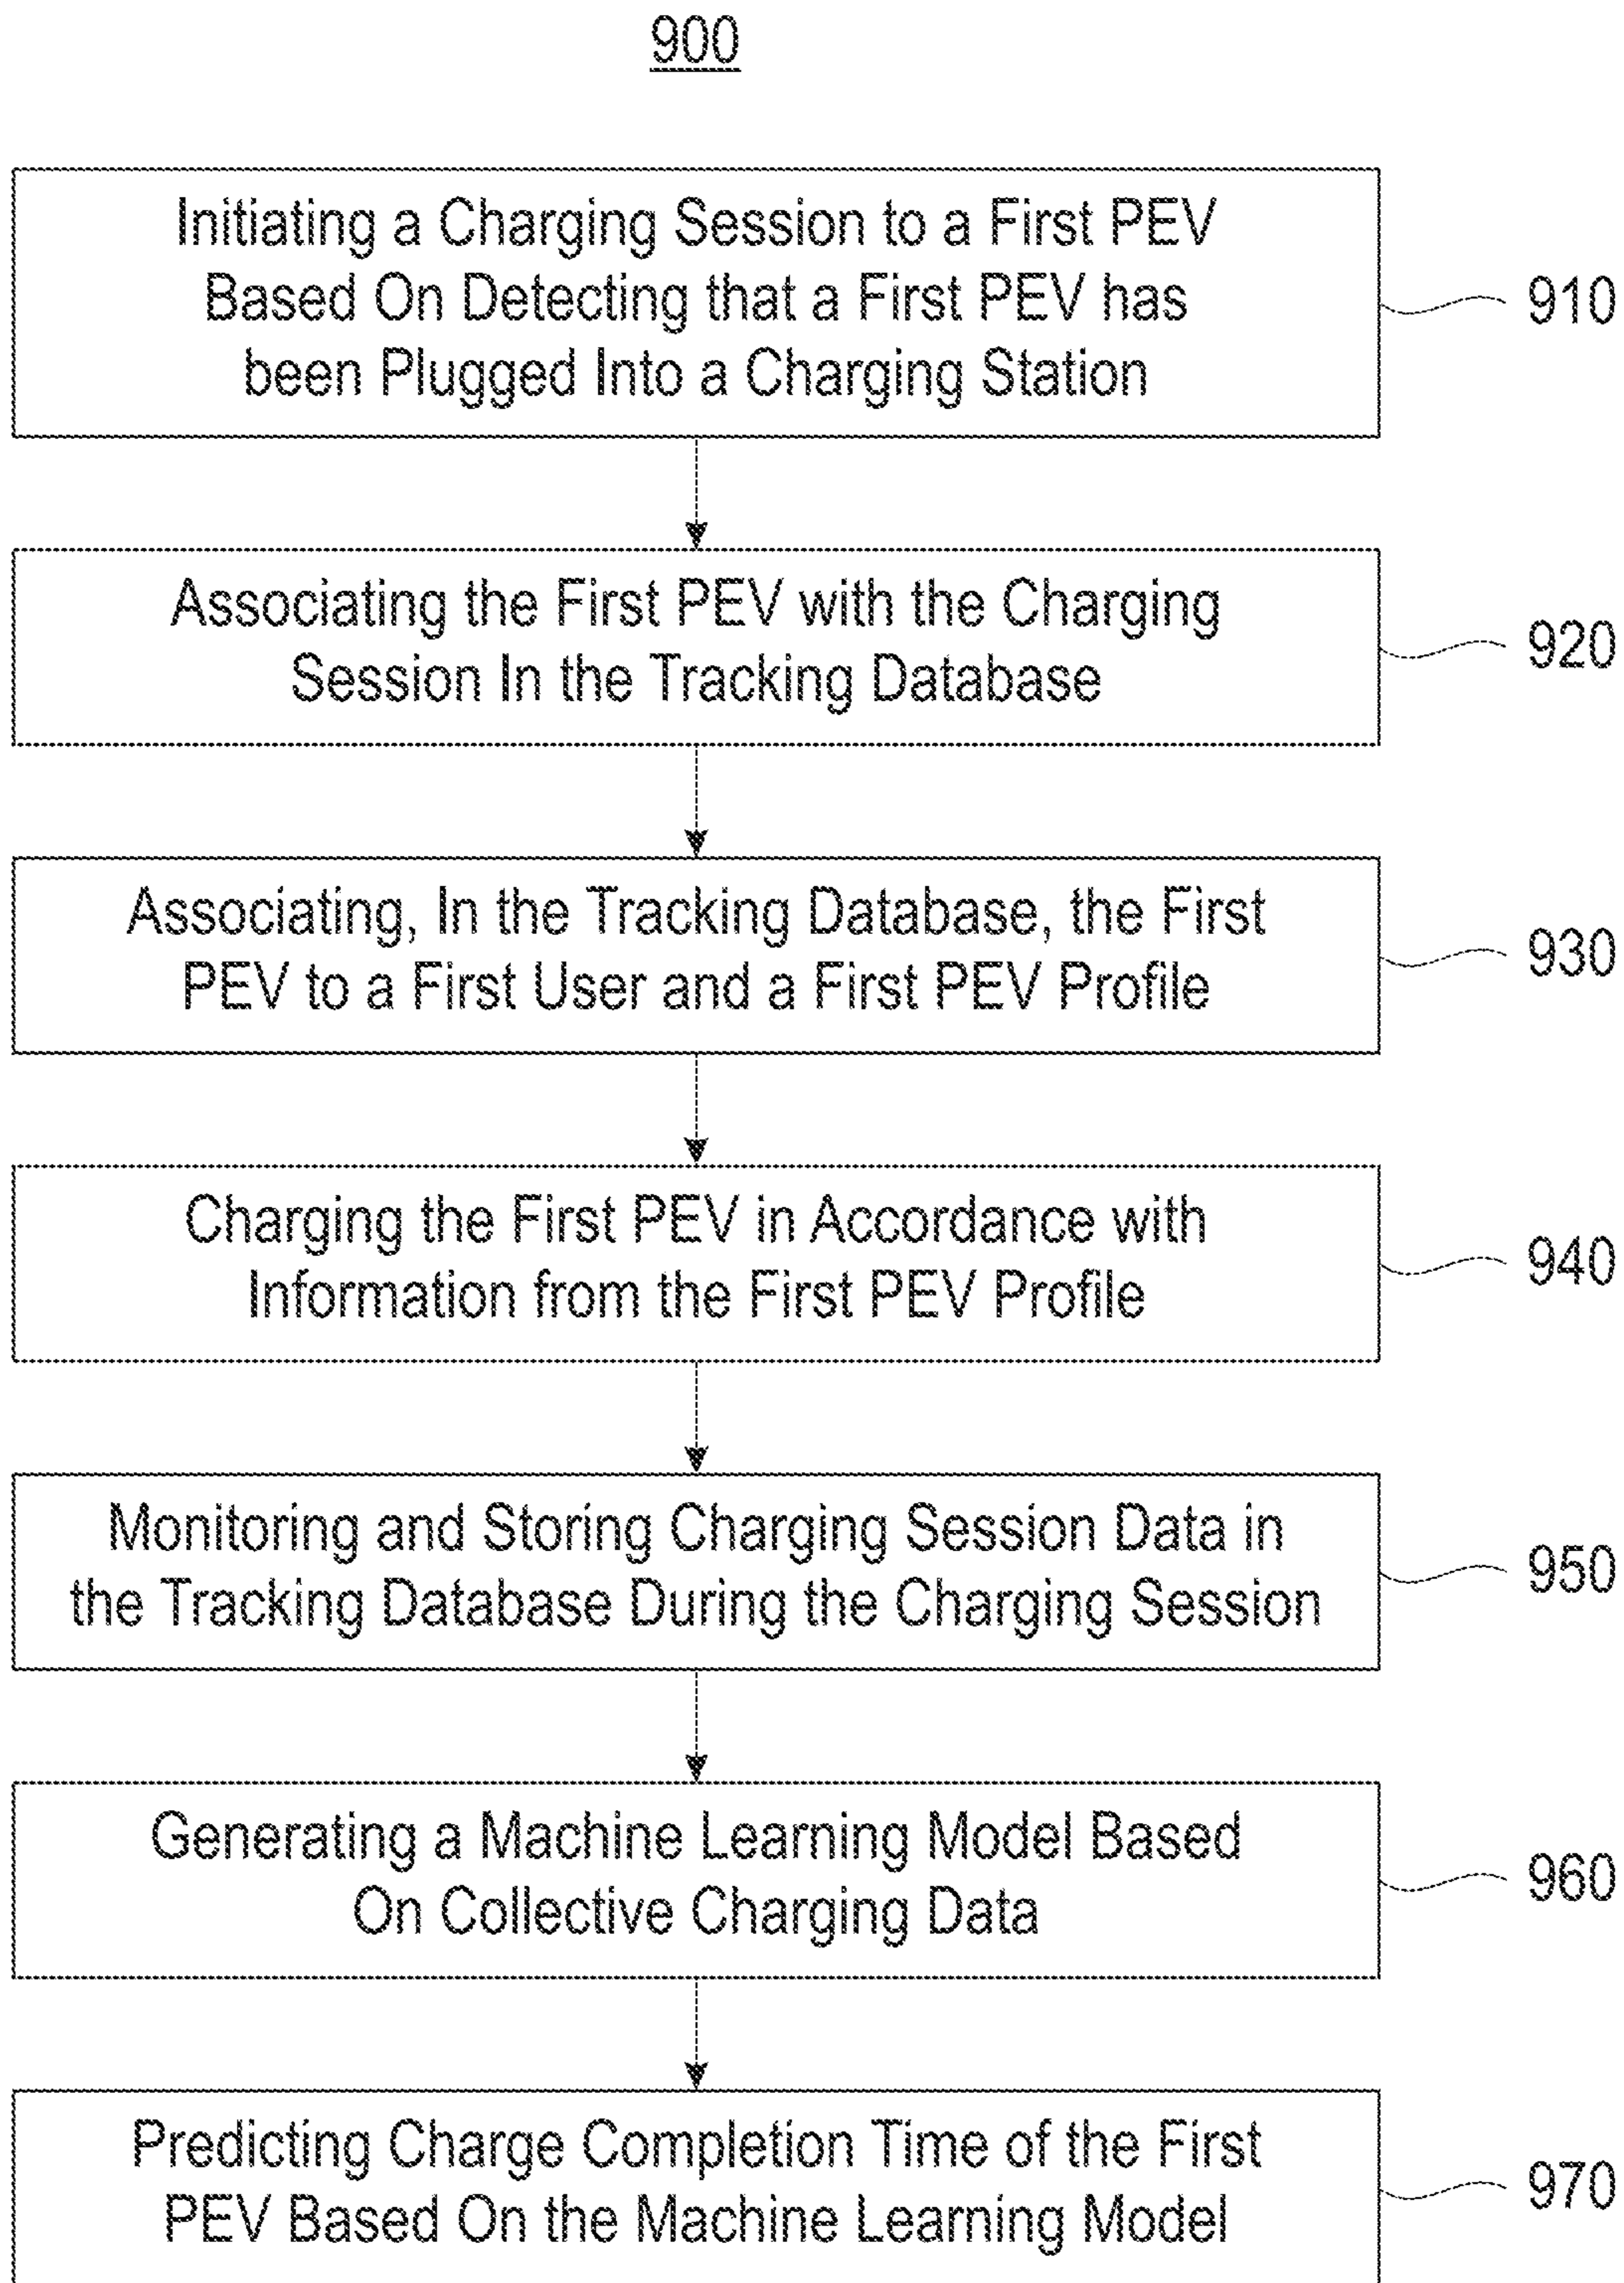 900
Initiating a Charging Session to a First PEV
Based On Detecting that a First PEV has
been Plugged Into a Charging Station
910
Associating the First PEV with the Charging
Session In the Tracking Database
920
Associating, In the Tracking Database, the First
PEV to a First User and a First PEV Profile
930
Charging the First PEV in Accordance with
Information from the First PEV Profile
940
Monitoring and Storing Charging Session Data in
the Tracking Database During the Charging Session
950
Generating a Machine Learning Model Based
On Collective Charging Data
960
Predicting Charge Completion Time of the First
PEV Based On the Machine Learning Model
970